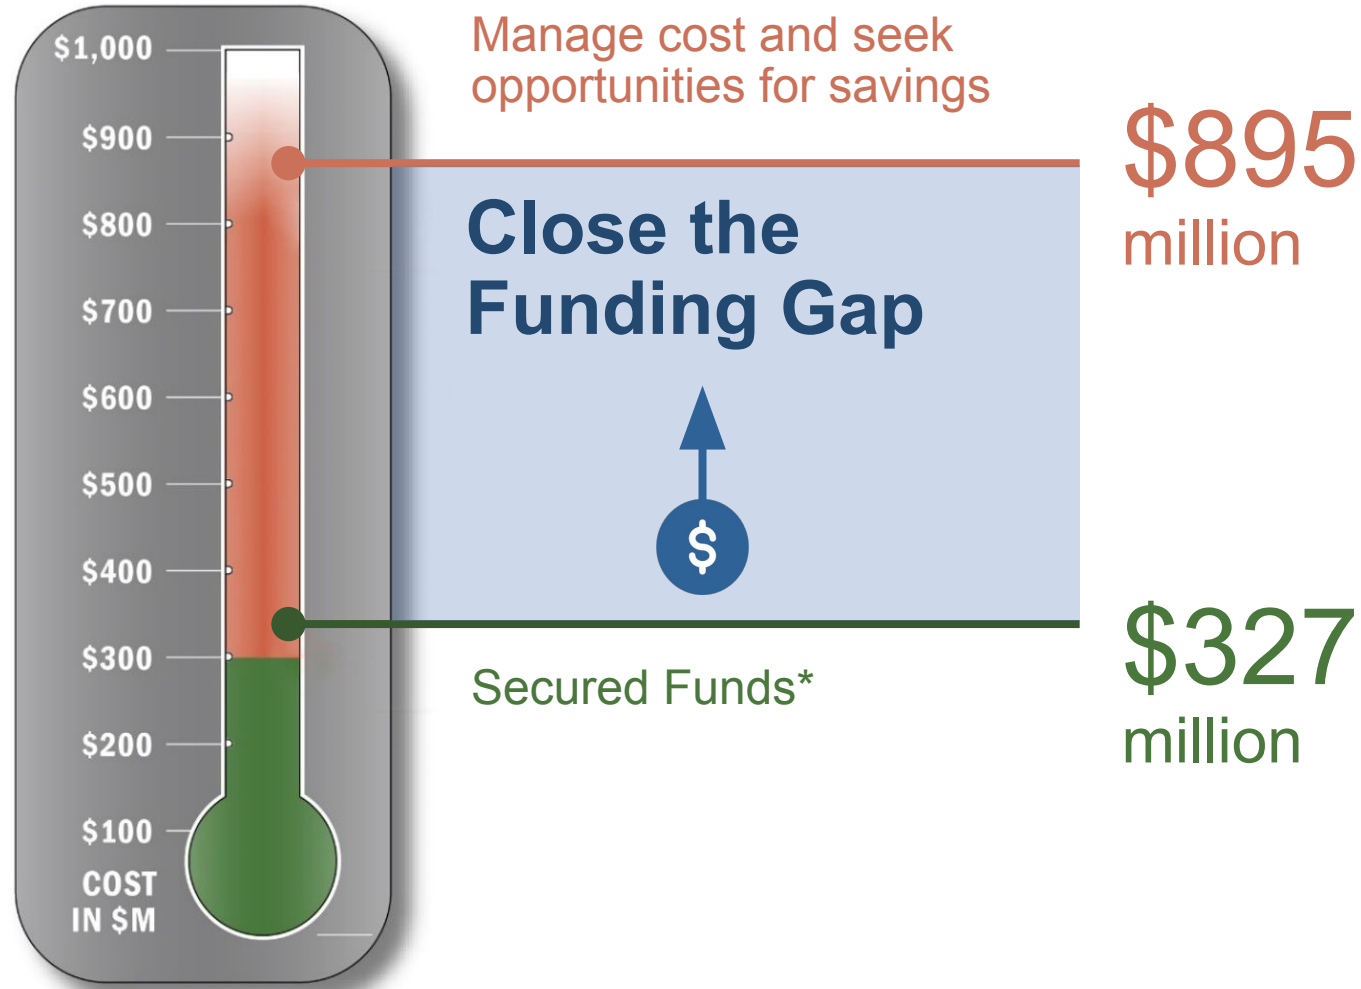 $1,000
$900
$800
$700
$600
$500
$400
$300
$200
$100
COST
IN $M
Manage cost and seek
opportunities for savings
$895
million
Close the
Funding Gap
$
$327
million
Secured Funds*